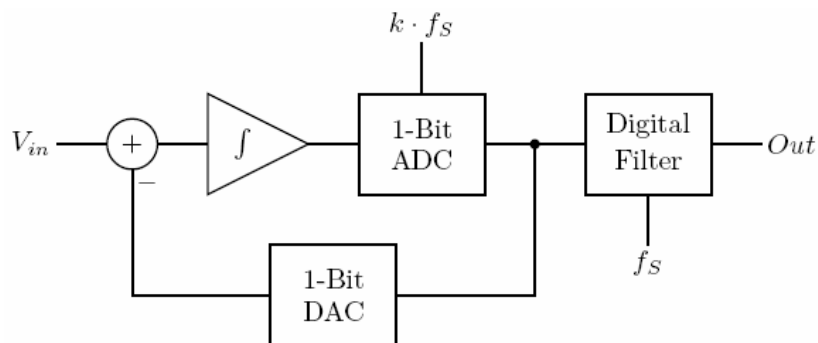 k · f_S
V_in
+
−
∫
1-Bit
ADC
Digital
Filter
Out
f_S
1-Bit
DAC